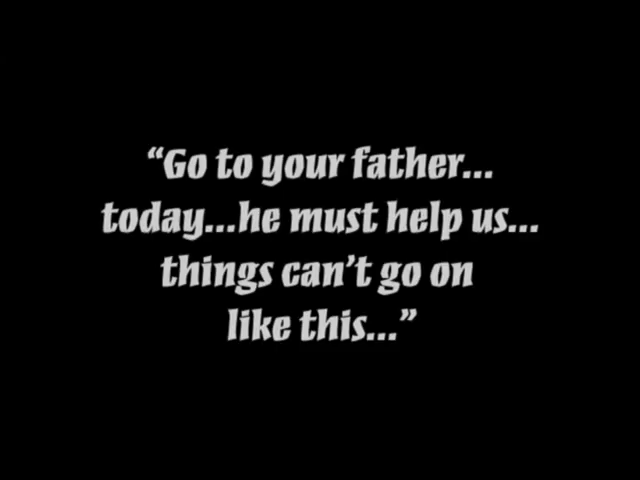 “Go to your father...
today...he must help us...
things can’t go on
like this...”